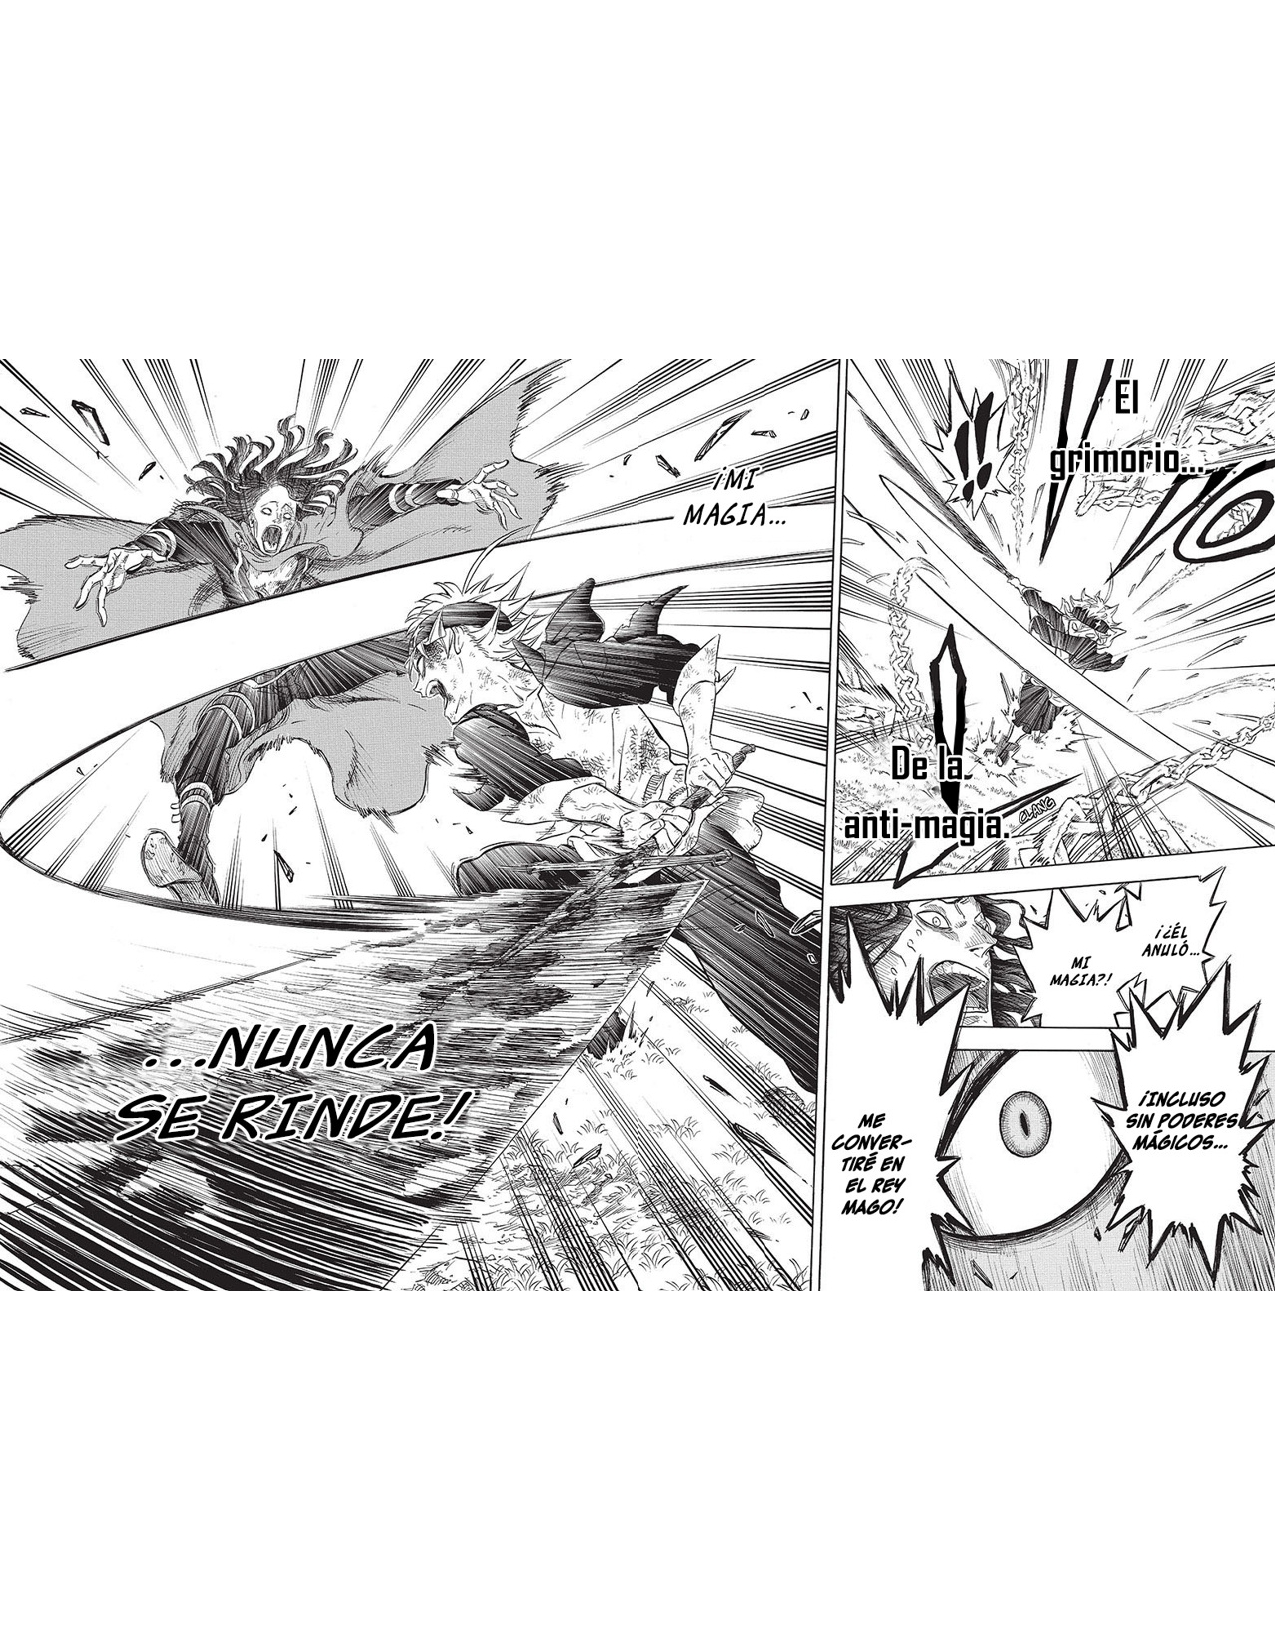 !!
El
grimorio...
De la
anti-magia.
CLANG
¡¿ÉL
ANULÓ...
MI
MAGIA?!
¡INCLUSO
SIN PODERES
MÁGICOS...
ME
CONVER-
TIRÉ EN
EL REY
MAGO!
¡MI
MAGIA...
...NUNCA
SE RINDE!